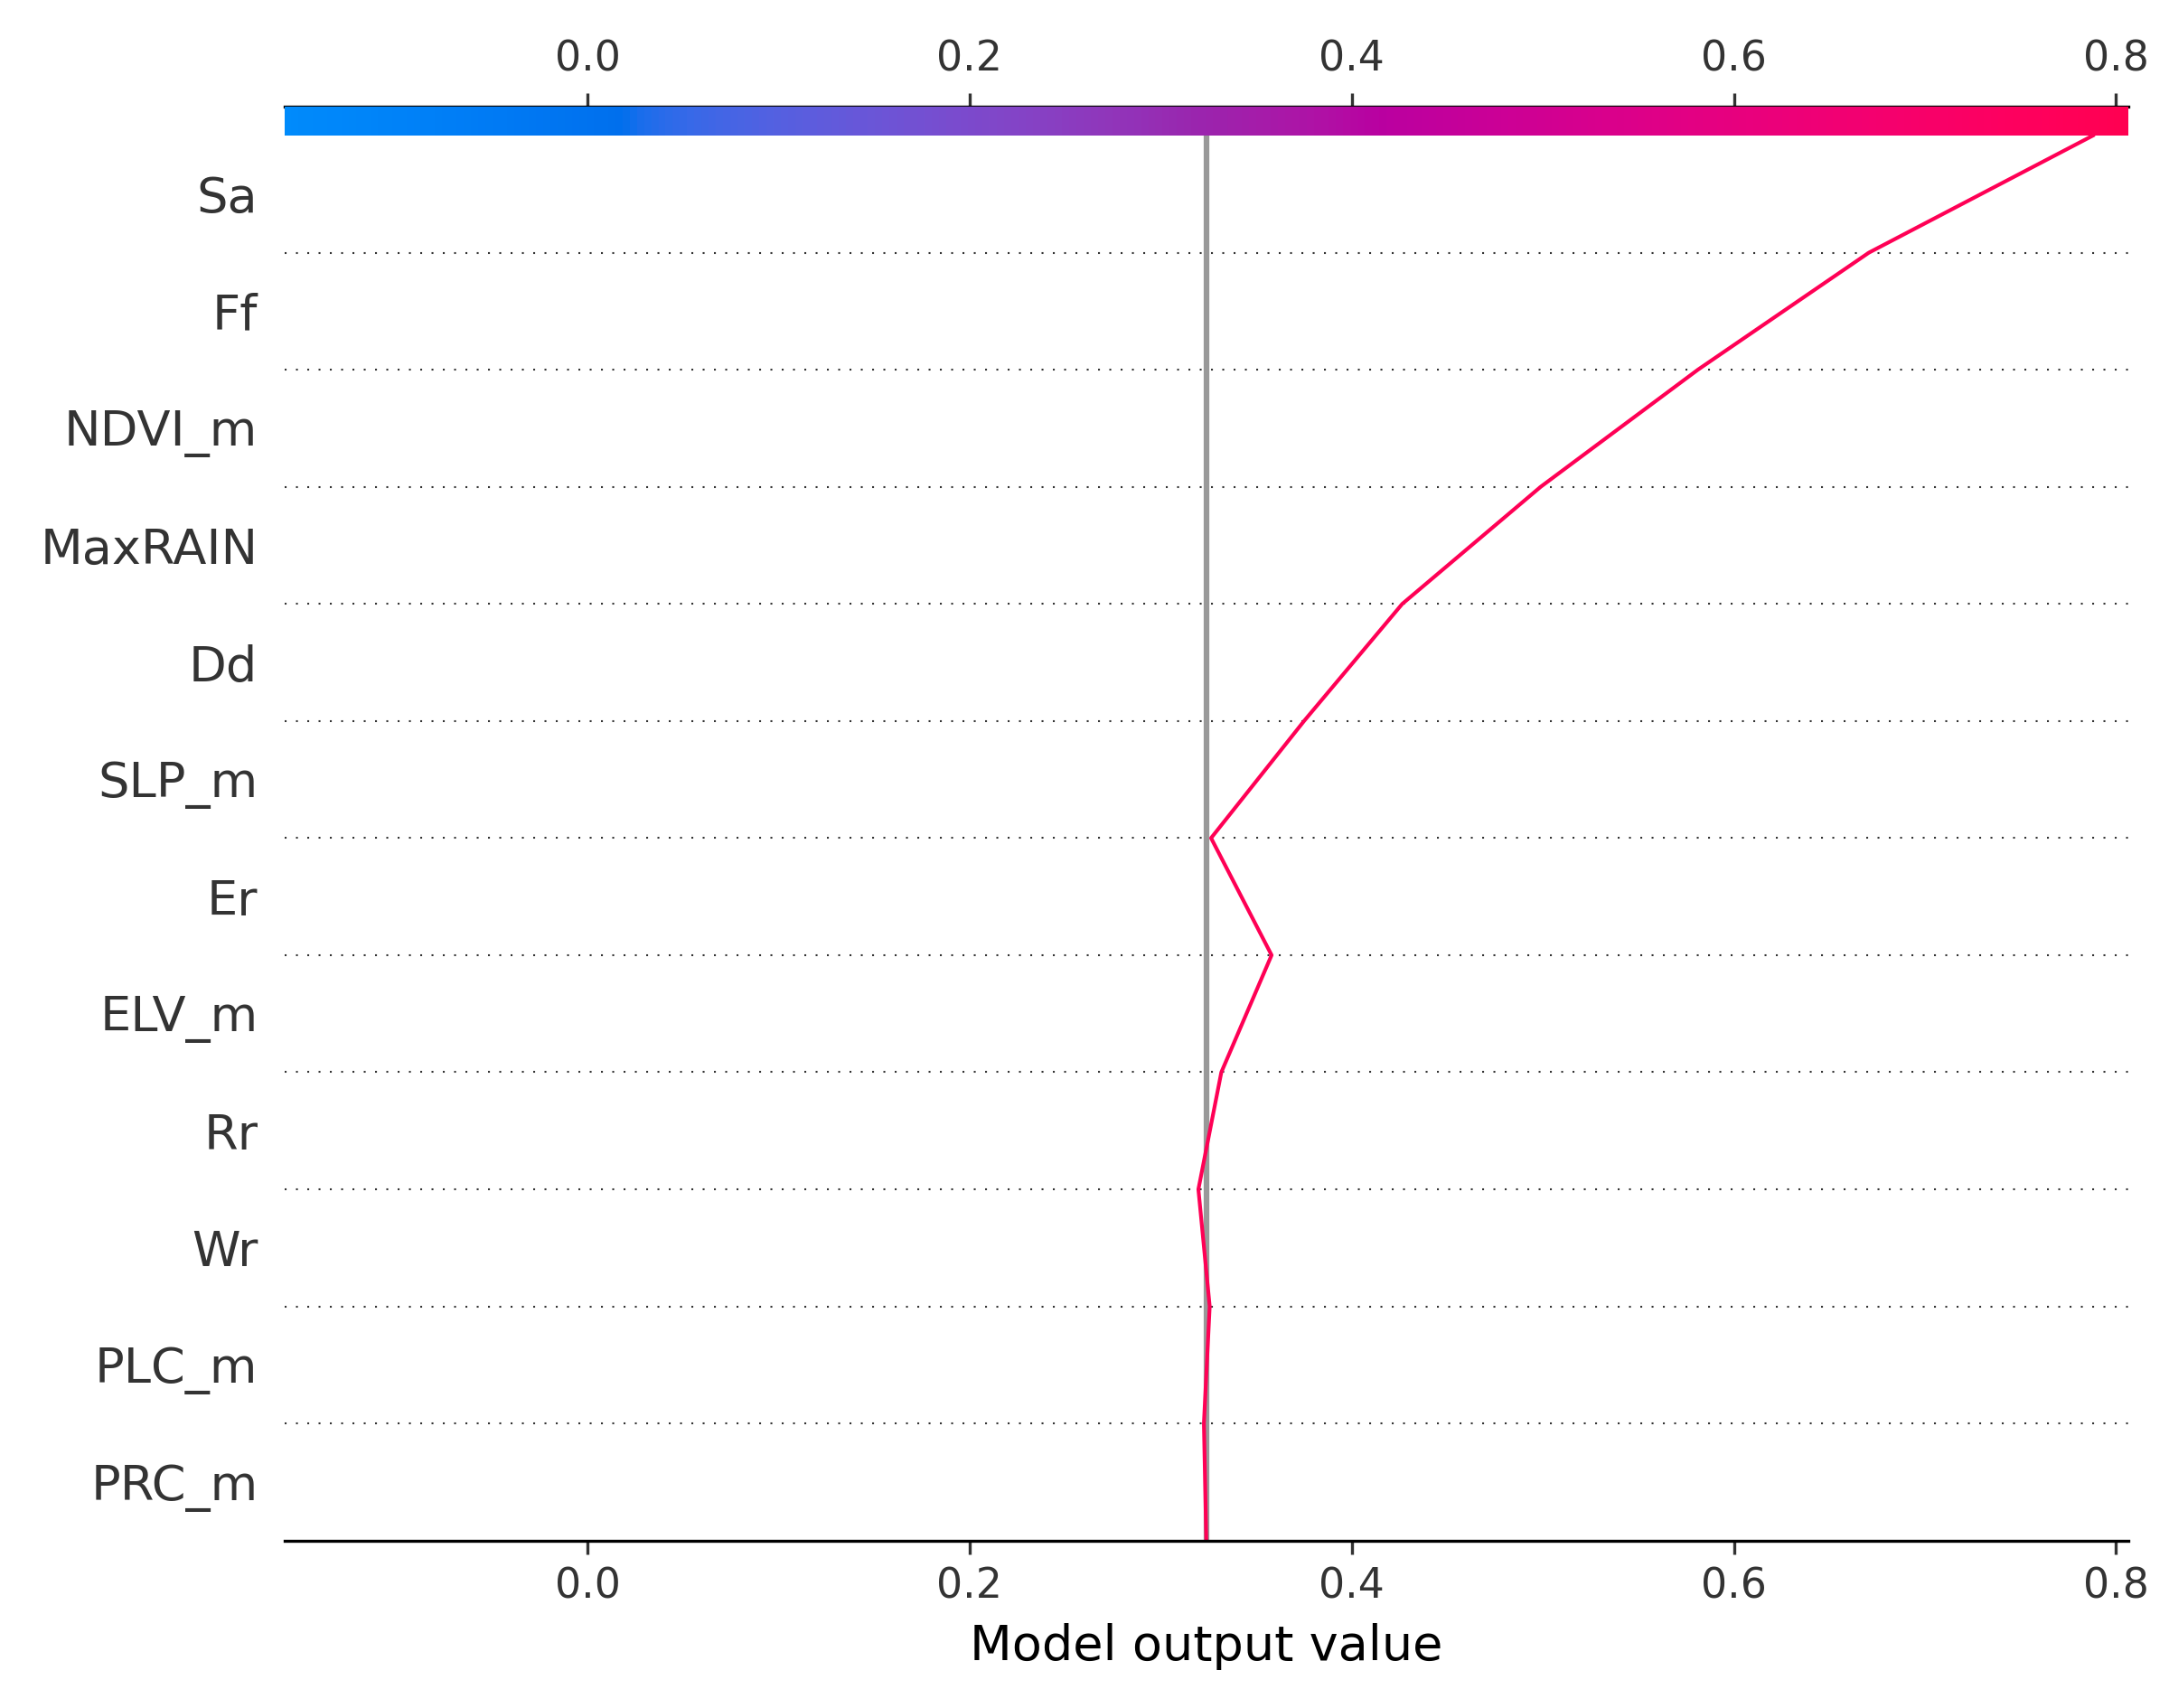 0.0 0.2 0.4 0.6 0.8
Sa
Ff
NDVI_m
MaxRAIN
Dd
SLP_m
Er
ELV_m
Rr
Wr
PLC_m
PRC_m
0.0 0.2 0.4 0.6 0.8
Model output value